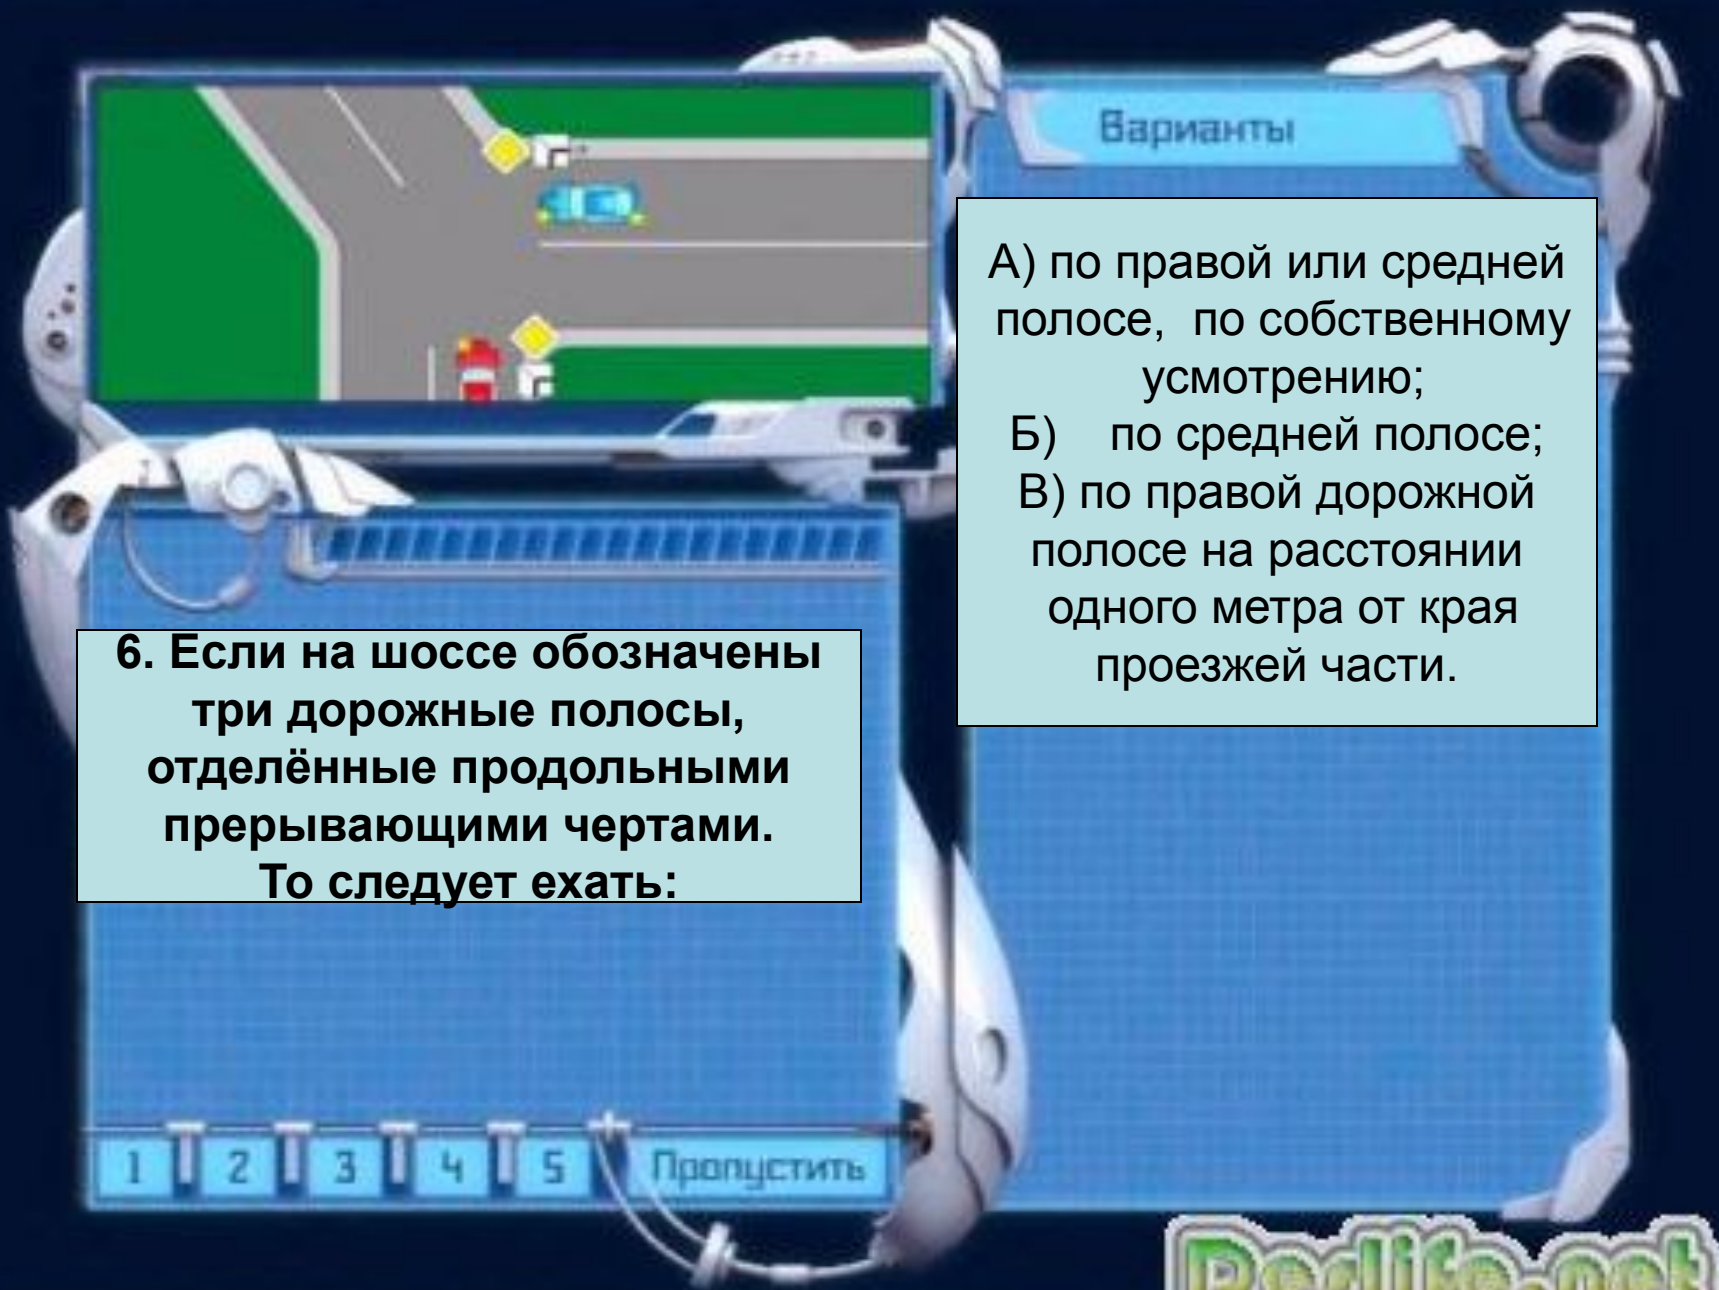 Варианты
А) по правой или средней
полосе, по собственному
усмотрению;
Б) по средней полосе;
В) по правой дорожной
полосе на расстоянии
одного метра от края
проезжей части.
6. Если на шоссе обозначены
три дорожные полосы,
отделённые продольными
прерывающими чертами.
То следует ехать:
1 2 3 4 5 Пропустить